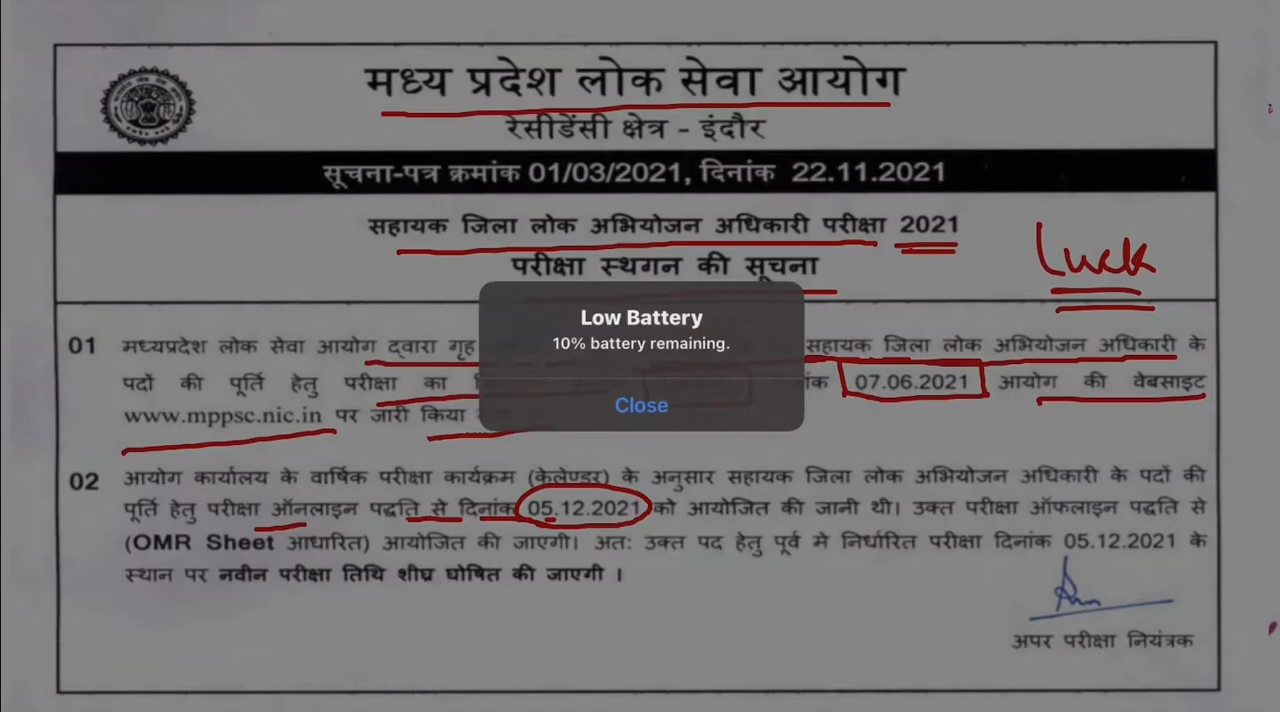 मध्य प्रदेश लोक सेवा आयोग
रेसीडेंसी क्षेत्र - इंदौर
सूचना-पत्र क्रमांक 01/03/2021, दिनांक 22.11.2021
सहायक जिला लोक अभियोजन अधिकारी परीक्षा 2021
परीक्षा स्थगन की सूचना
Luck
Low Battery
10% battery remaining.
Close
01 मध्यप्रदेश लोक सेवा आयोग द्वारा गृह सहायक जिला लोक अभियोजन अधिकारी के
पदों की पूर्ति हेतु परीक्षा का 07.06.2021 आयोग की वेबसाइट
www.mppsc.nic.in पर जारी किया
02 आयोग कार्यालय के वार्षिक परीक्षा कार्यक्रम (केलेण्डर) के अनुसार सहायक जिला लोक अभियोजन अधिकारी के पदों की
पूर्ति हेतु परीक्षा ऑनलाइन पद्धति से दिनांक 05.12.2021 को आयोजित की जानी थी। उक्त परीक्षा ऑफलाइन पद्धति से
(OMR Sheet आधारित) आयोजित की जाएगी। अतः उक्त पद हेतु पूर्व मे निर्धारित परीक्षा दिनांक 05.12.2021 के
स्थान पर नवीन परीक्षा तिथि शीघ्र घोषित की जाएगी ।
अपर परीक्षा नियंत्रक